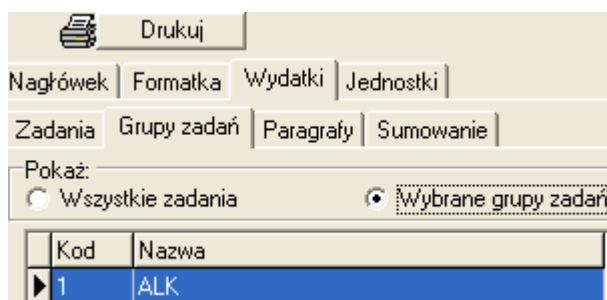 Drukuj
Nagłówek Formatka Wydatki Jednostki
Zadania Grupy zadań Paragrafy Sumowanie
Pokaż:
Wszystkie zadania Wybrane grupy zadań
Kod Nazwa
1 ALK